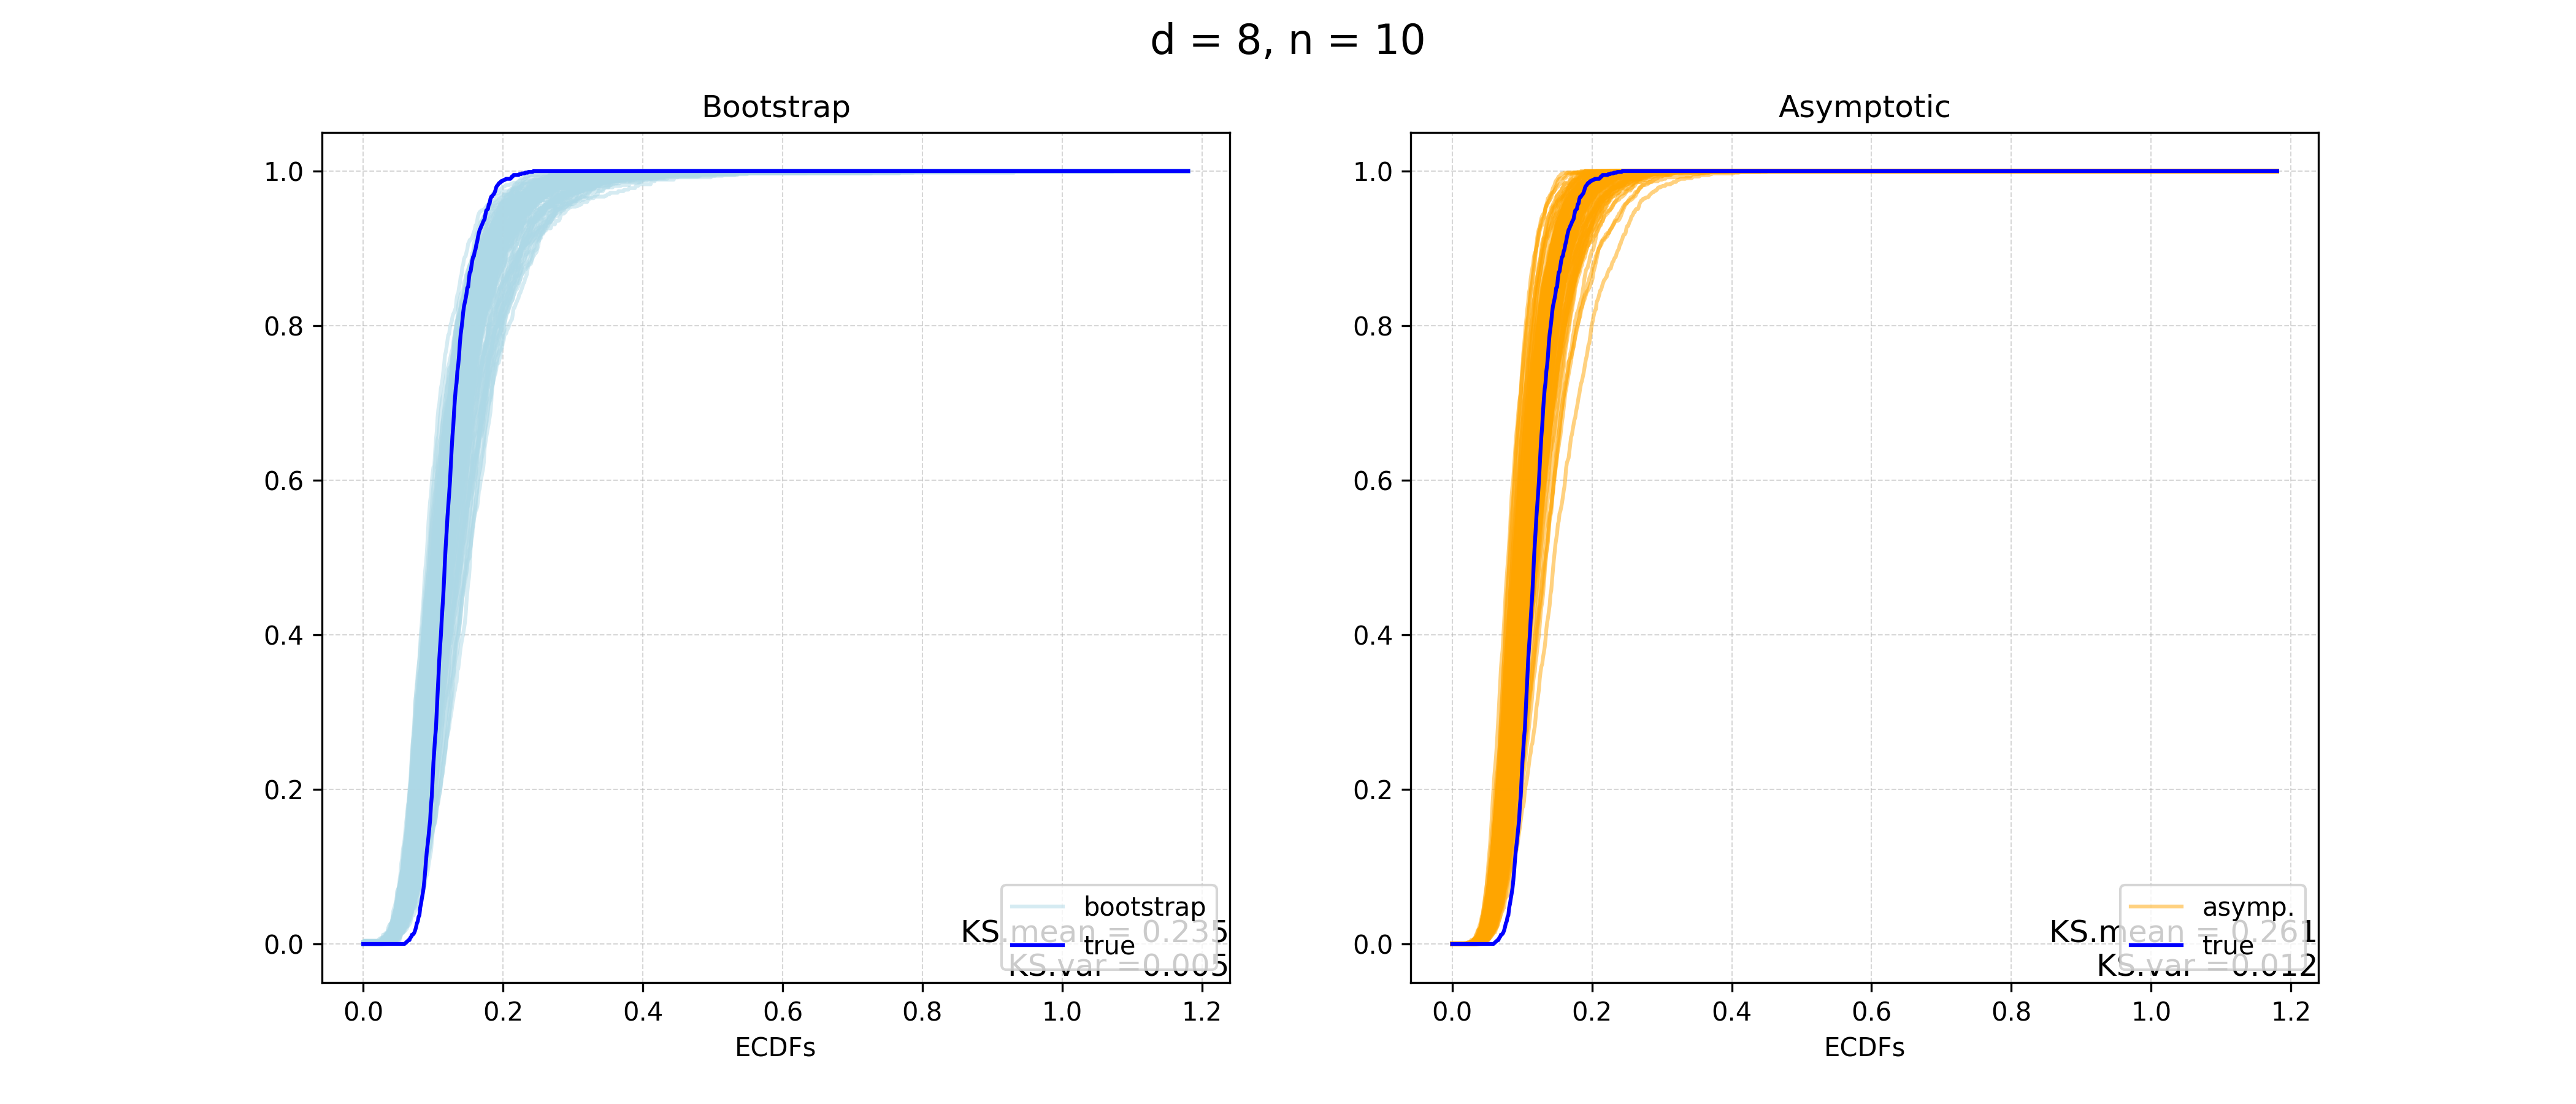 d = 8, n = 10
Bootstrap
1.0
0.8
0.6
0.4
0.2
0.0
bootstrap
KS.mean = 0.235
true
KS.var =0.005
0.0 0.2 0.4 0.6 0.8 1.0 1.2
ECDFs
Asymptotic
1.0
0.8
0.6
0.4
0.2
0.0
asymp.
KS.mean = 0.261
true
KS.var =0.012
0.0 0.2 0.4 0.6 0.8 1.0 1.2
ECDFs